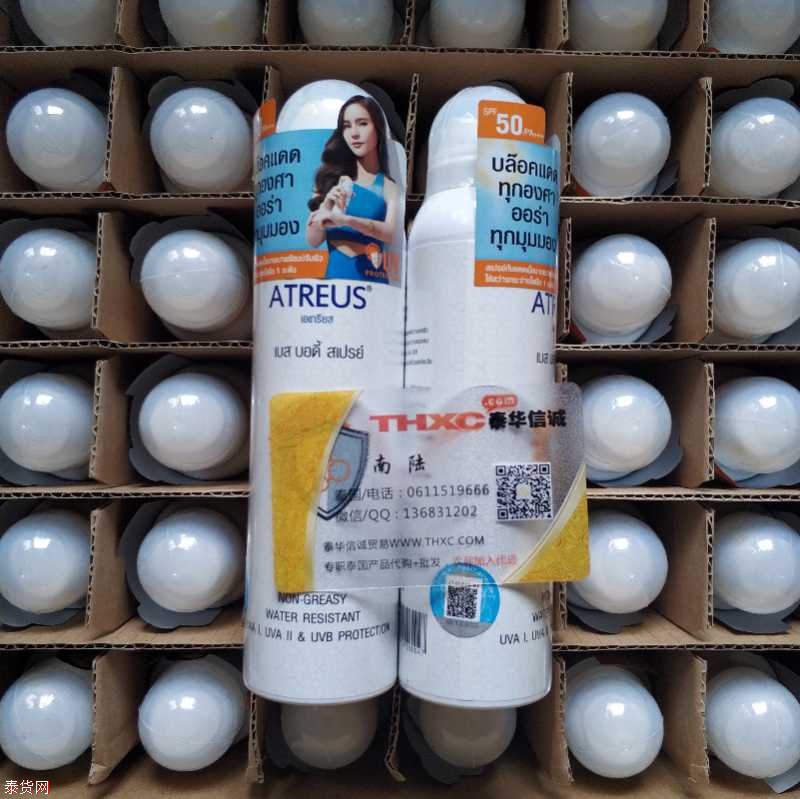 SPF
50 PA+++
บล๊อคแดด
ทุกองศา
ออร่า
ทุกมุมมอง
ล๊อคแดด
กองศา
ออร่า
กมุมมอง
ATREUS®
เอเทรียส
เบส บอดี้ สเปรย์
THXC.com 泰华信诚
南 陆
泰国/电话：0611519666
微信/QQ：136831202
泰华信诚贸易WWW.THXC.COM
专职泰国产品代购+批发
NON-GREASY
WATER RESISTANT
UVA I. UVA II & UVB PROTECTION
UVA I. UVA II &
泰货网